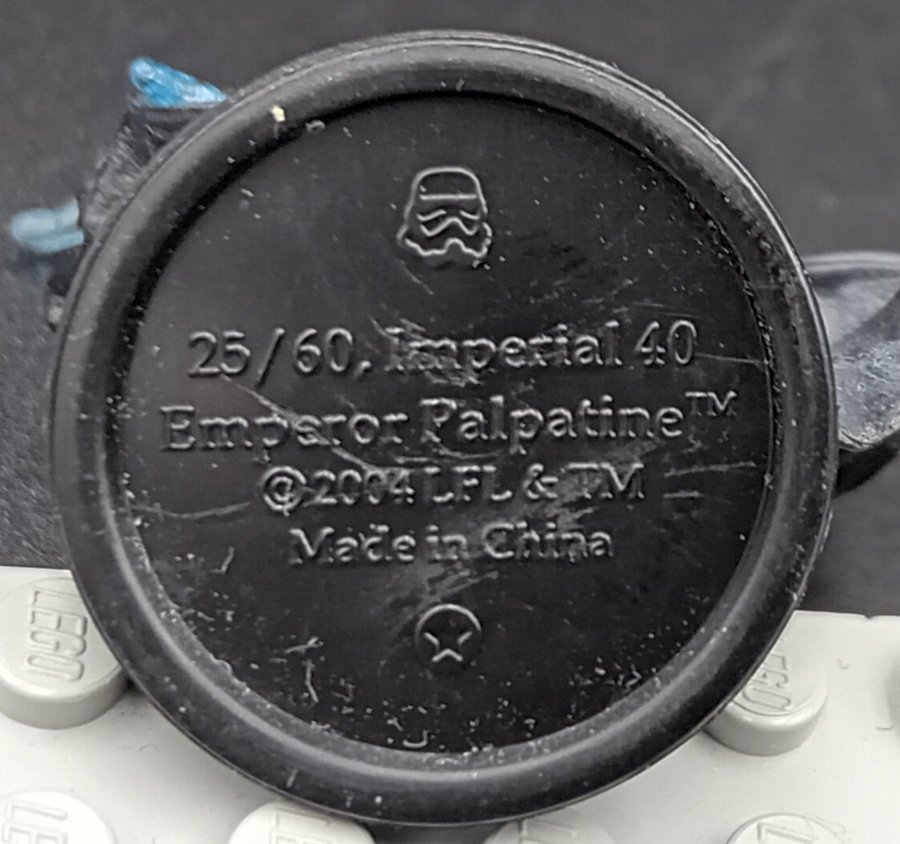 25/60, Imperial 40
Emperor Palpatine™
©2004 LFL & TM
Made in China
LEGO
LEGO